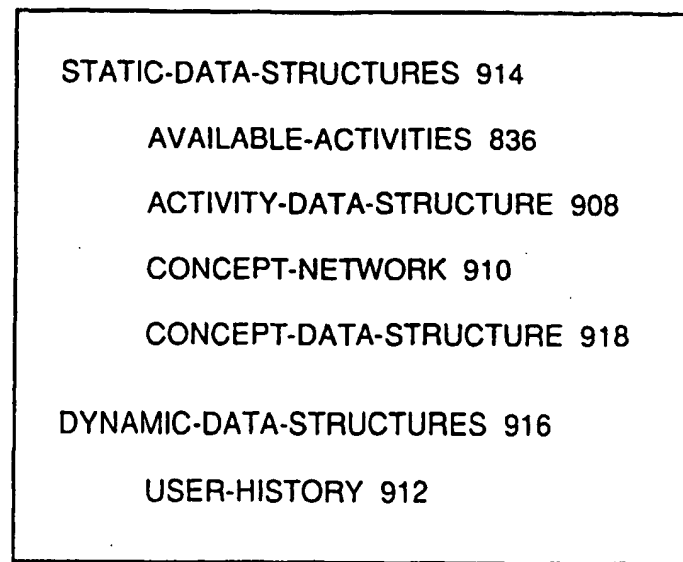 STATIC-DATA-STRUCTURES 914
AVAILABLE-ACTIVITIES 836
ACTIVITY-DATA-STRUCTURE 908
CONCEPT-NETWORK 910
CONCEPT-DATA-STRUCTURE 918
DYNAMIC-DATA-STRUCTURES 916
USER-HISTORY 912